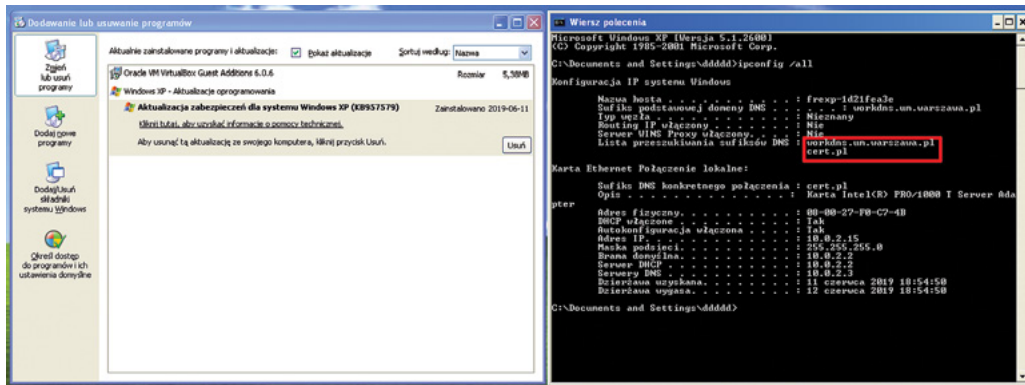 Dodawanie lub usuwanie programów
Zmień
lub usuń
programy
Dodaj nowe
programy
Dodaj/Usuń
składniki
systemu Windows
Określ dostęp
do programów i ich
ustawienia domyślne
Aktualnie zainstalowane programy i aktualizacje: Pokaż aktualizacje Sortuj według: Nazwa
Oracle VM VirtualBox Guest Additions 6.0.6 Rozmiar 5,38MB
Windows XP - Aktualizacje oprogramowania
Aktualizacja zabezpieczeń dla systemu Windows XP (KB957579) Zainstalowano 2019-06-11
Kliknij tutaj, aby uzyskać informacje o pomocy technicznej.
Aby usunąć tą aktualizację ze swojego komputera, kliknij przycisk Usuń. Usuń
Wiersz polecenia
Microsoft Windows XP [Wersja 5.1.2600]
(C) Copyright 1985-2001 Microsoft Corp.
C:\Documents and Settings\ddddd>ipconfig /all
Konfiguracja IP systemu Windows
Nazwa hosta . . . . . . . . . . . : frexp-1d21fea3e
Sufiks podstawowej domeny DNS . . . . . . : workdns.un.warszawa.pl
Typ węzła . . . . . . . . . . . . : Nieznany
Routing IP włączony . . . . . . . : Nie
Serwer WINS Proxy włączony. . . . : Nie
Lista przeszukiwania sufiksów DNS : workdns.un.warszawa.pl
cert.pl
Karta Ethernet Połączenie lokalne:
Sufiks DNS konkretnego połączenia : cert.pl
Opis . . . . . . . . . . . . . . : Karta Intel(R) PRO/1000 T Server Ada
pter
Adres fizyczny. . . . . . . . . . : 08-00-27-F0-C7-4B
DHCP włączone . . . . . . . . . . : Tak
Autokonfiguracja włączona . . . . : Tak
Adres IP. . . . . . . . . . . . . : 10.0.2.15
Maska podsieci. . . . . . . . . . : 255.255.255.0
Brama domyślna. . . . . . . . . . : 10.0.2.2
Serwer DHCP . . . . . . . . . . . : 10.0.2.2
Serwery DNS . . . . . . . . . . . : 10.0.2.3
Dzierżawa uzyskana. . . . . . . . : 11 czerwca 2019 18:54:50
Dzierżawa wygasa. . . . . . . . . : 12 czerwca 2019 18:54:50
C:\Documents and Settings\ddddd>